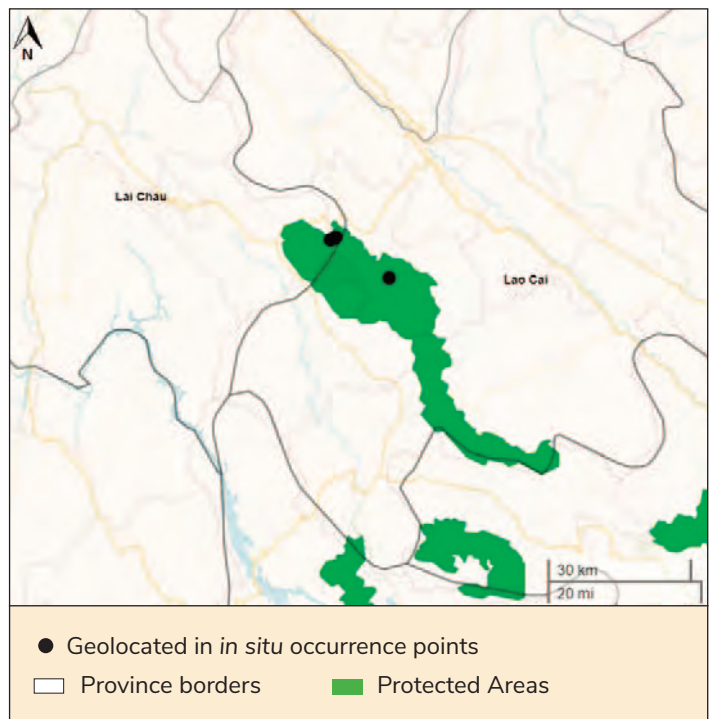 N
Lai Chau
Lao Cai
30 km
20 mi
Geolocated in in situ occurrence points
Province borders
Protected Areas